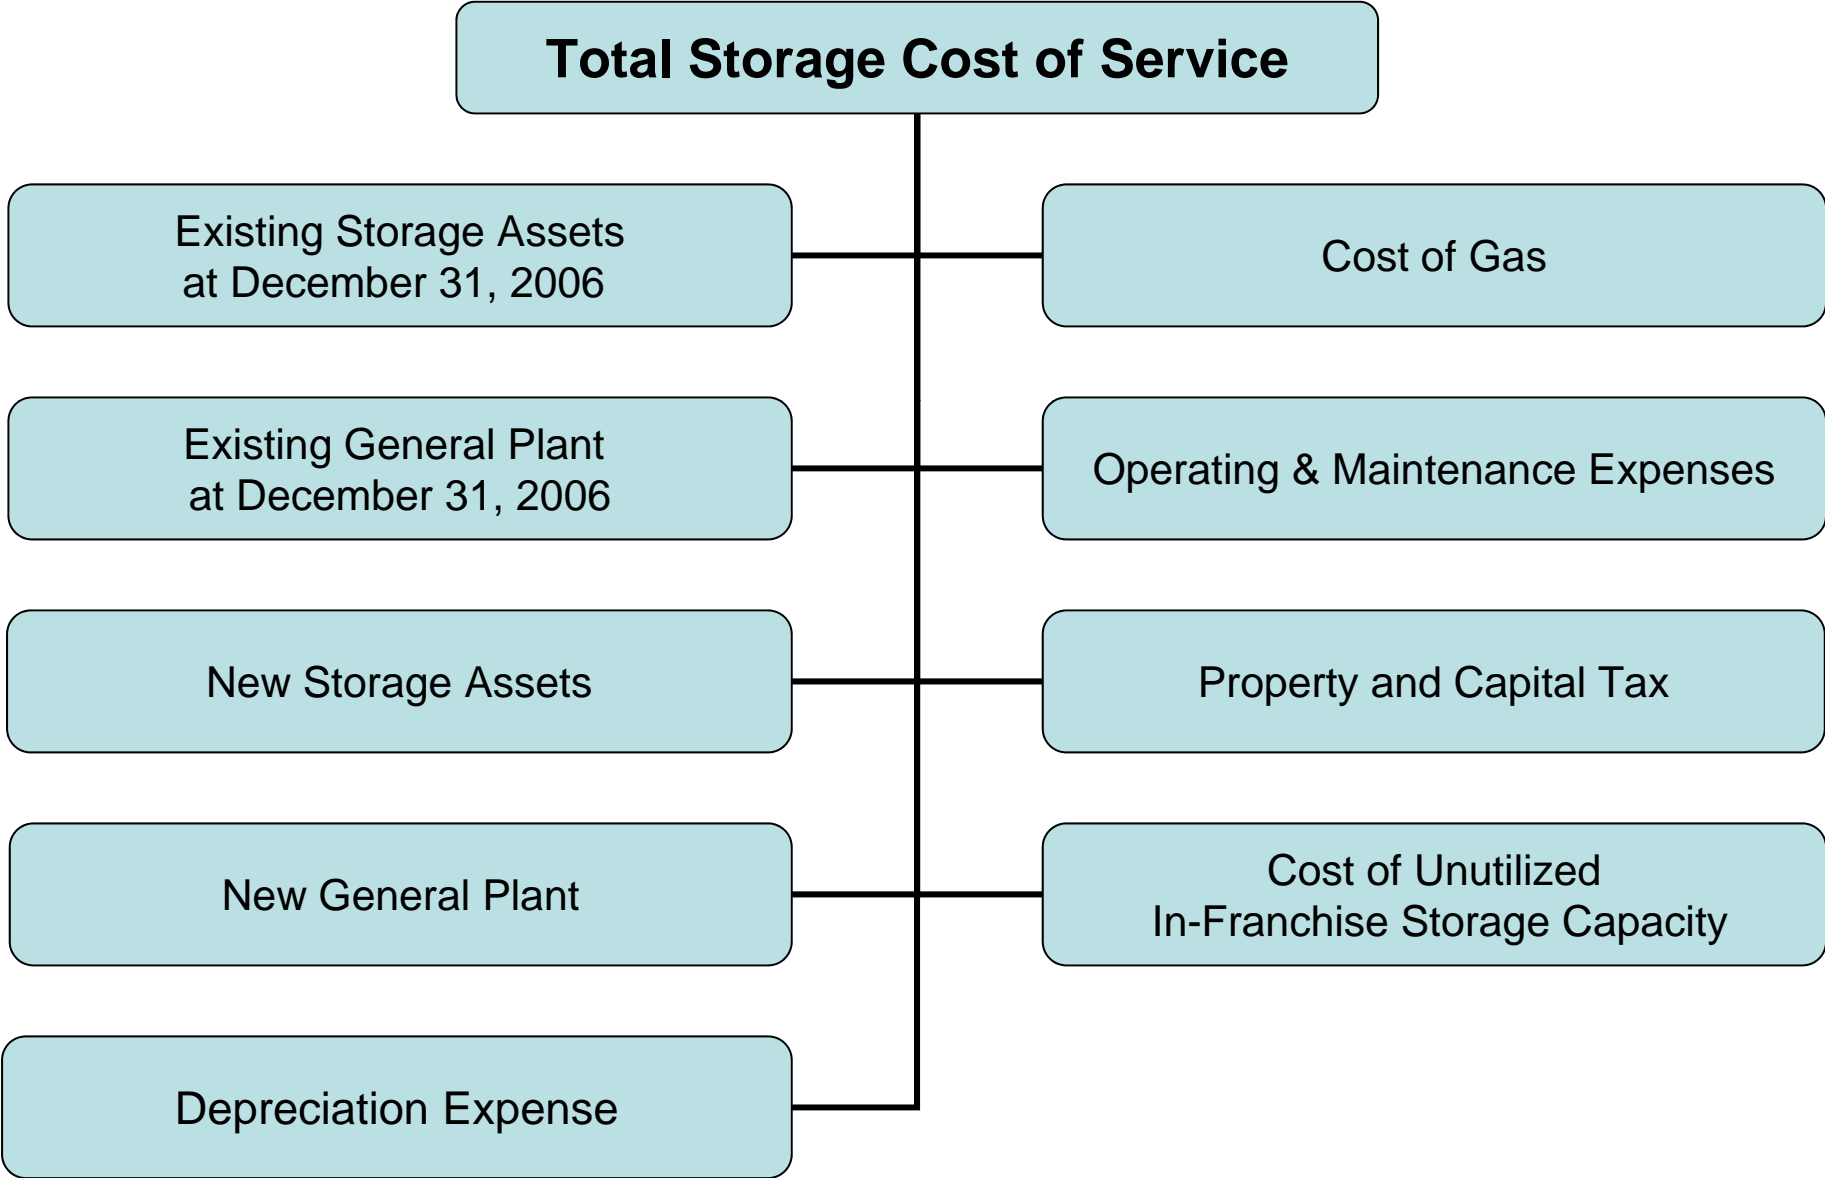 Total Storage Cost of Service
Existing Storage Assets
at December 31, 2006
Cost of Gas
Existing General Plant
at December 31, 2006
Operating & Maintenance Expenses
New Storage Assets
Property and Capital Tax
New General Plant
Cost of Unutilized
In-Franchise Storage Capacity
Depreciation Expense